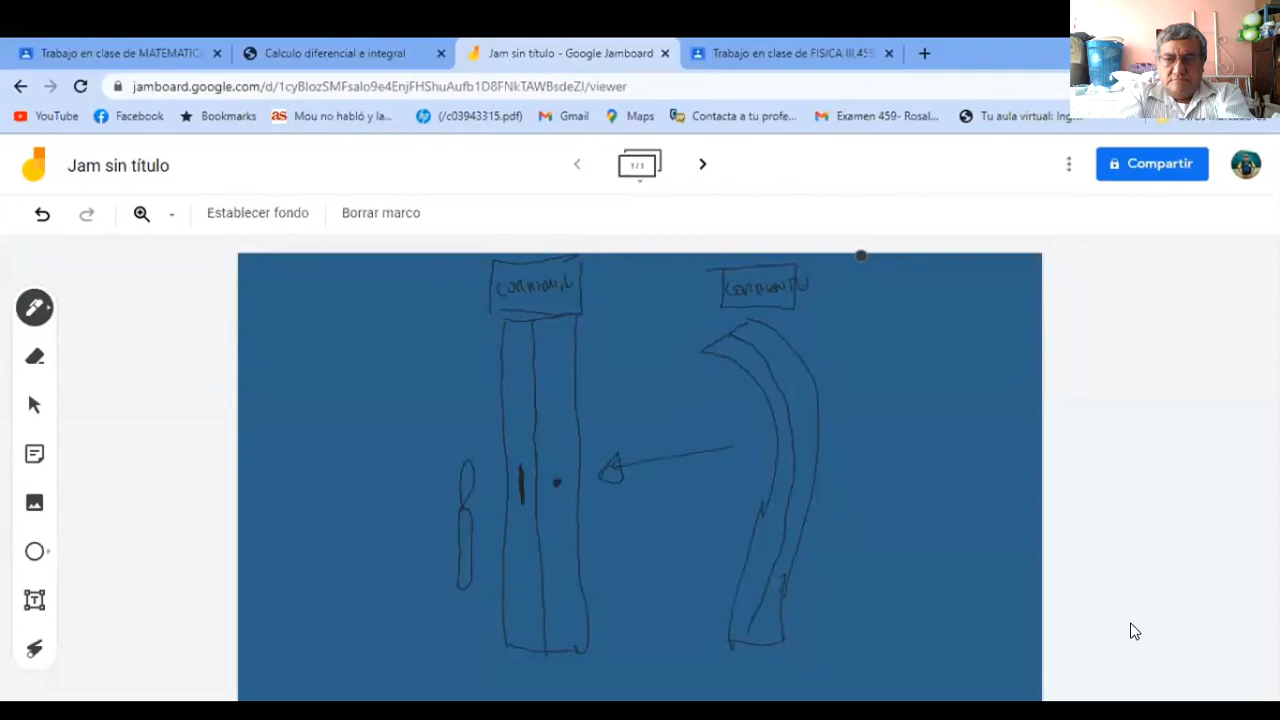 Trabajo en clase de MATEMATIC
Calculo diferencial e integral
Jam sin título - Google Jamboard
Trabajo en clase de FISICA III,459
jamboard.google.com/d/1cyBlozSMFsalo9e4EnjFHShuAufb1D8FNkTAWBsdeZI/viewer
YouTube
Facebook
Bookmarks
Mou no habló y la...
(/c03943315.pdf)
Gmail
Maps
Contacta a tu profe...
Examen 459- Rosal...
Tu aula virtual:
Jam sin título
1/1
Compartir
Establecer fondo
Borrar marco